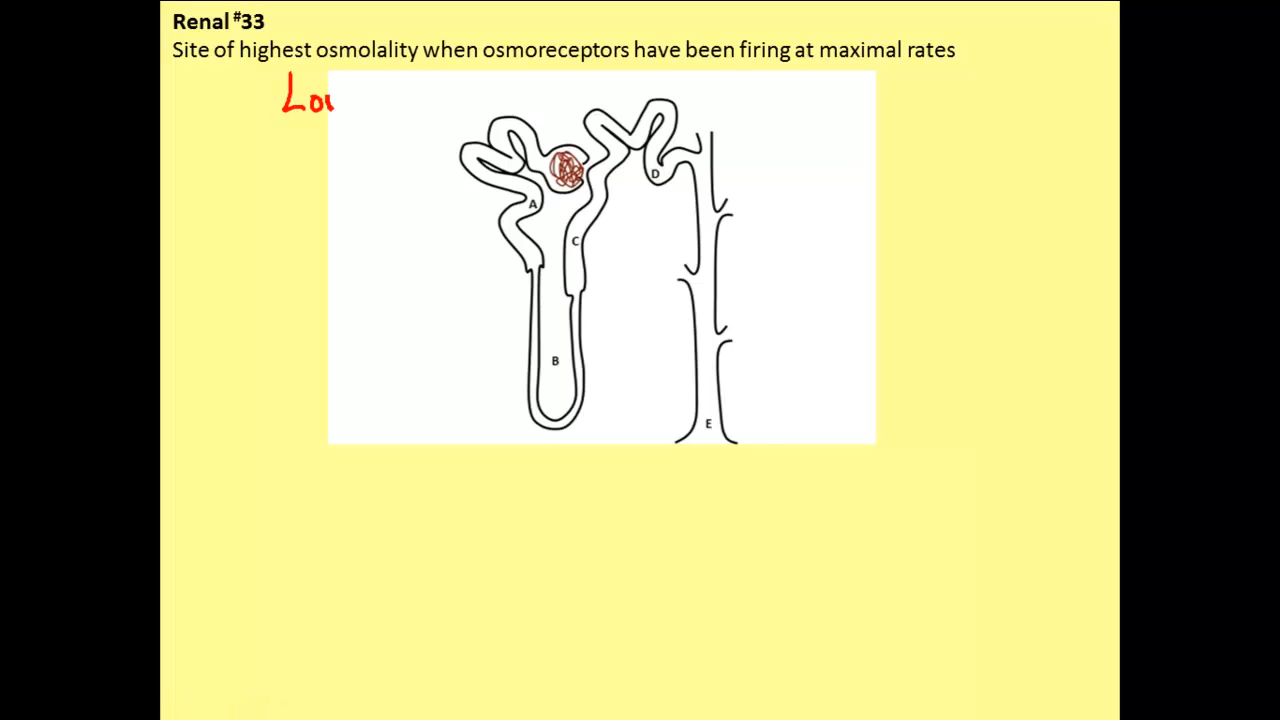 Renal #33
Site of highest osmolality when osmoreceptors have been firing at maximal rates
A
C
D
B
E